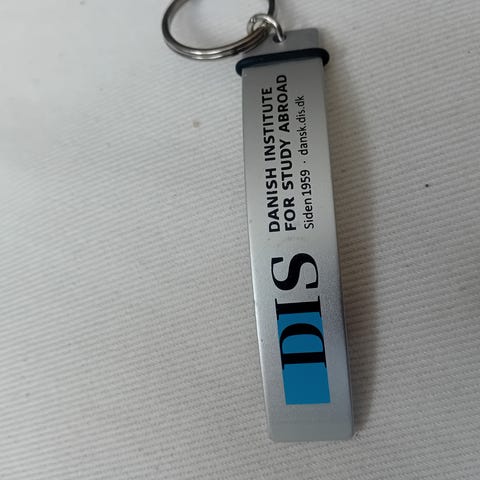 DIS
DANISH INSTITUTE
FOR STUDY ABROAD
Siden 1959 · dansk.dis.dk